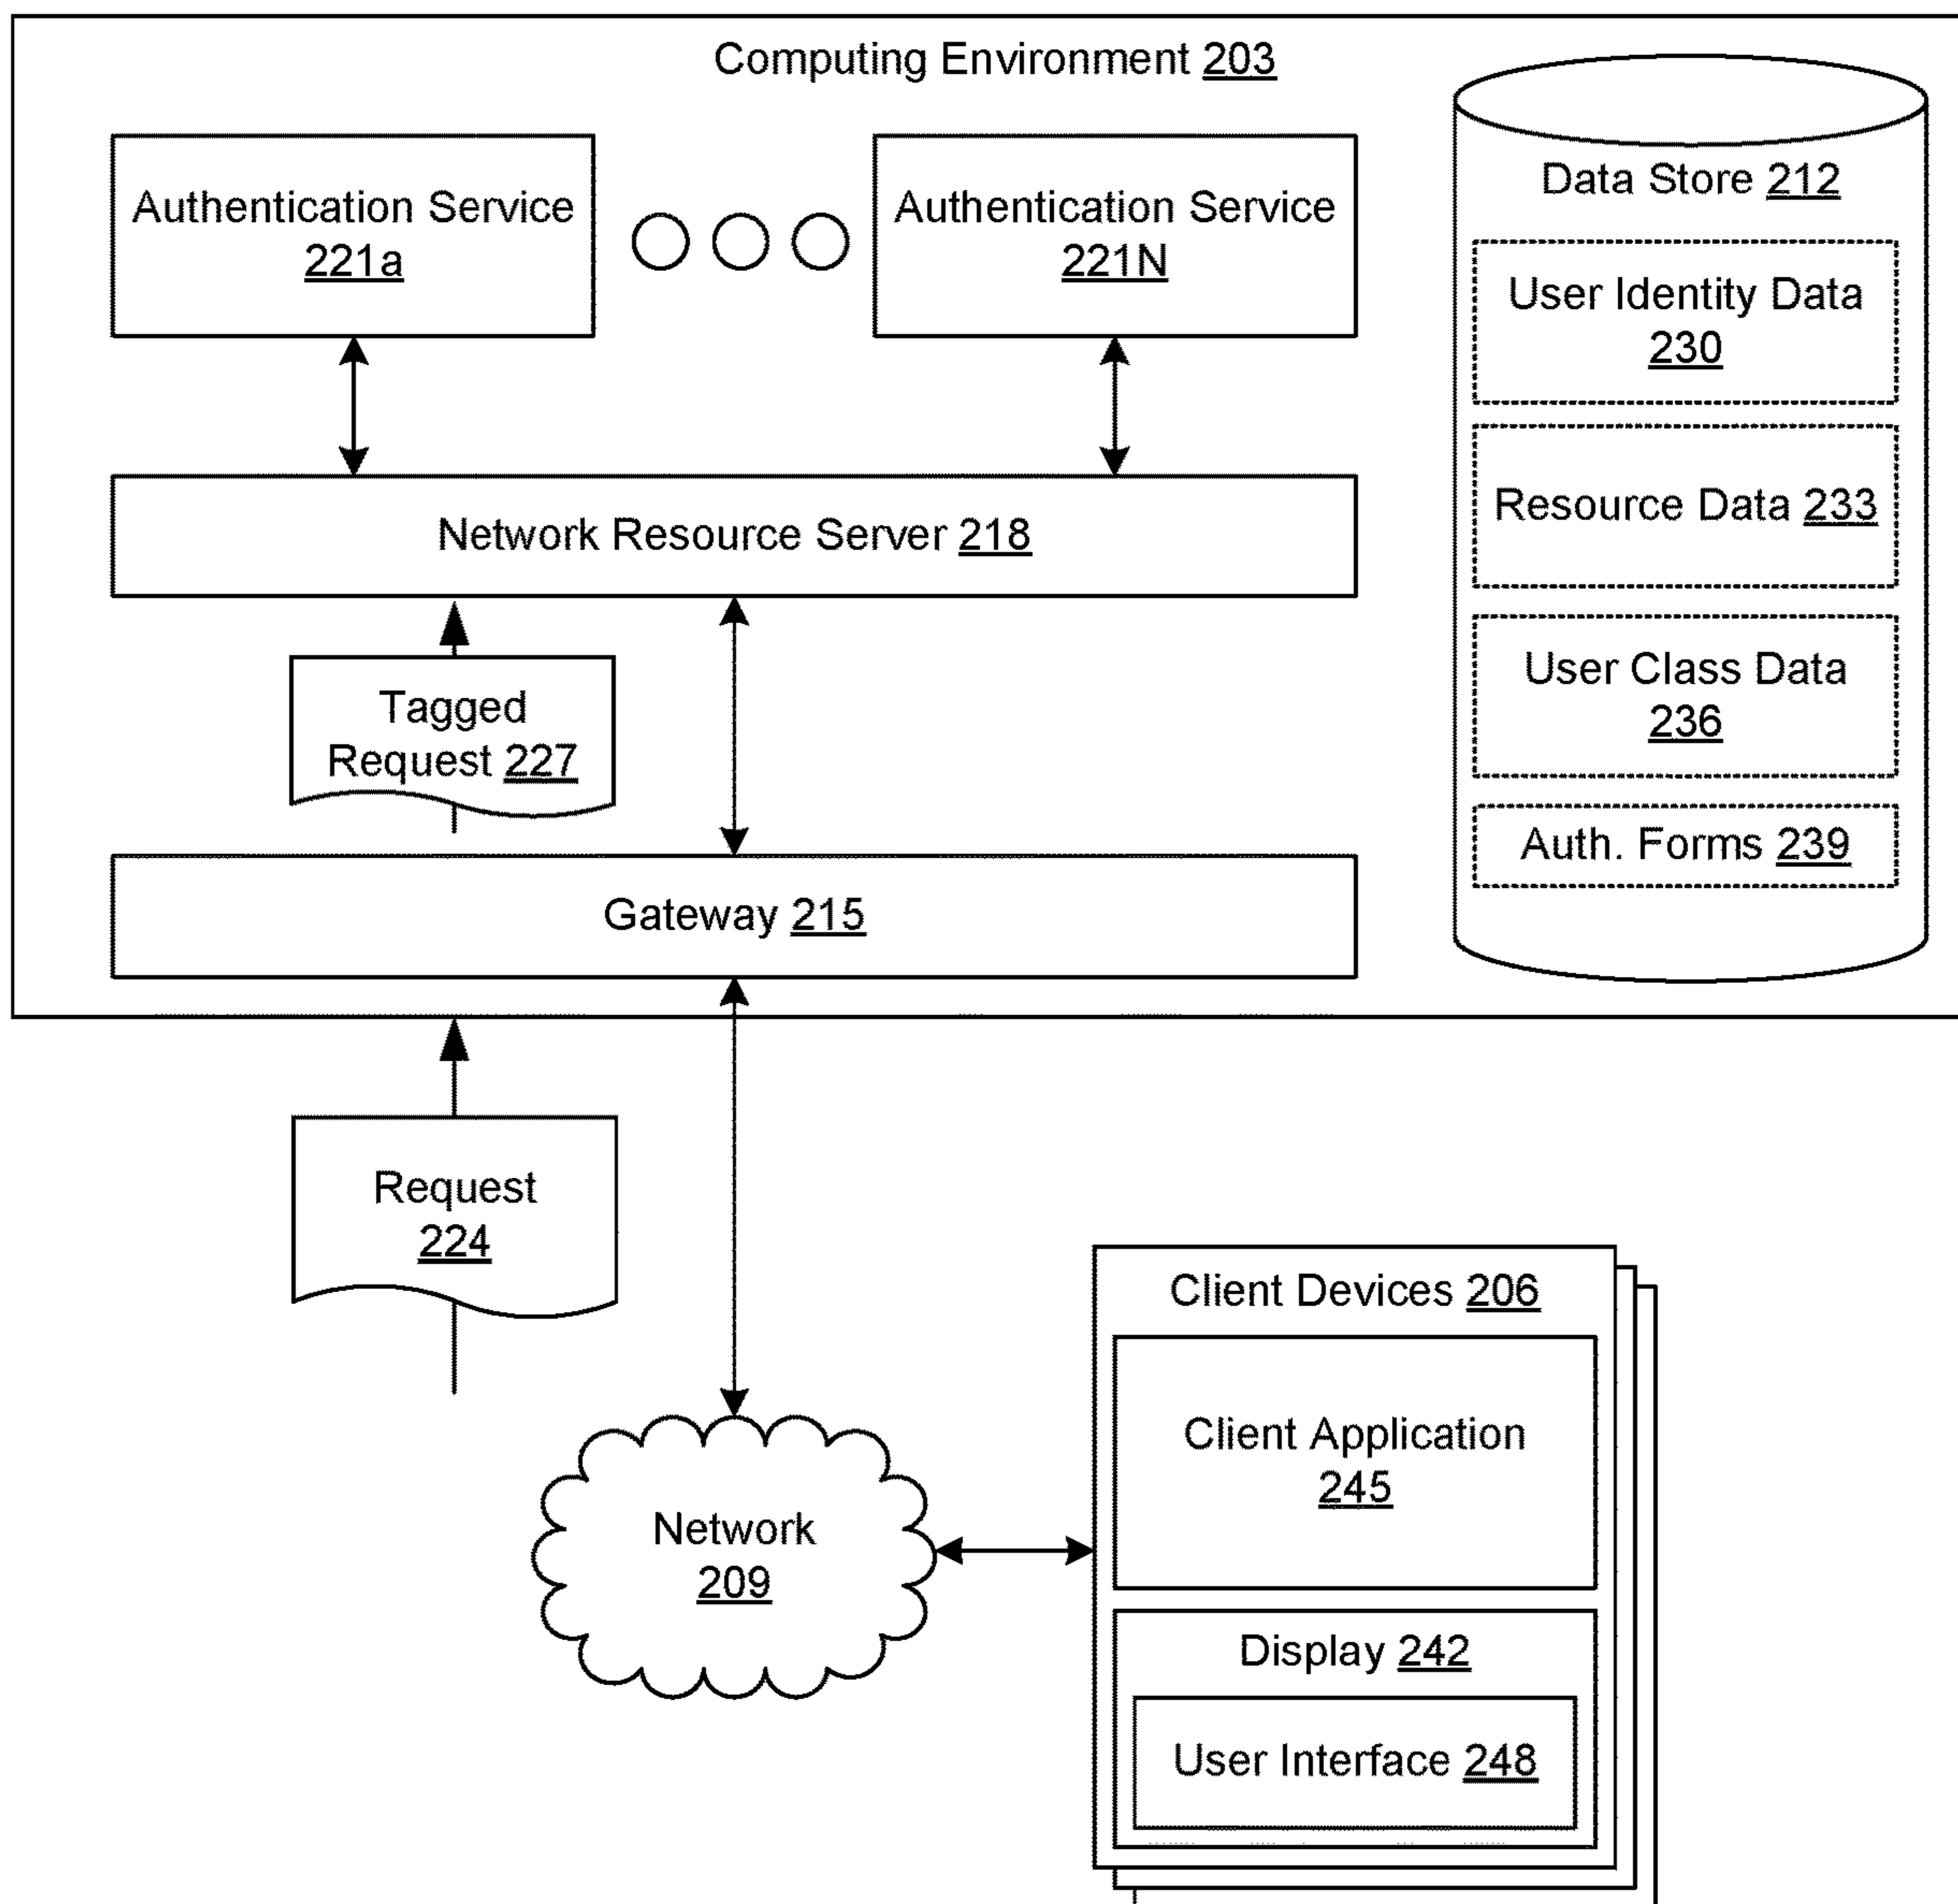 Computing Environment 203
Authentication Service
221a
Authentication Service
221N
Network Resource Server 218
Tagged
Request 227
Gateway 215
Data Store 212
User Identity Data
230
Resource Data 233
User Class Data
236
Auth. Forms 239
Request
224
Network
209
Client Devices 206
Client Application
245
Display 242
User Interface 248